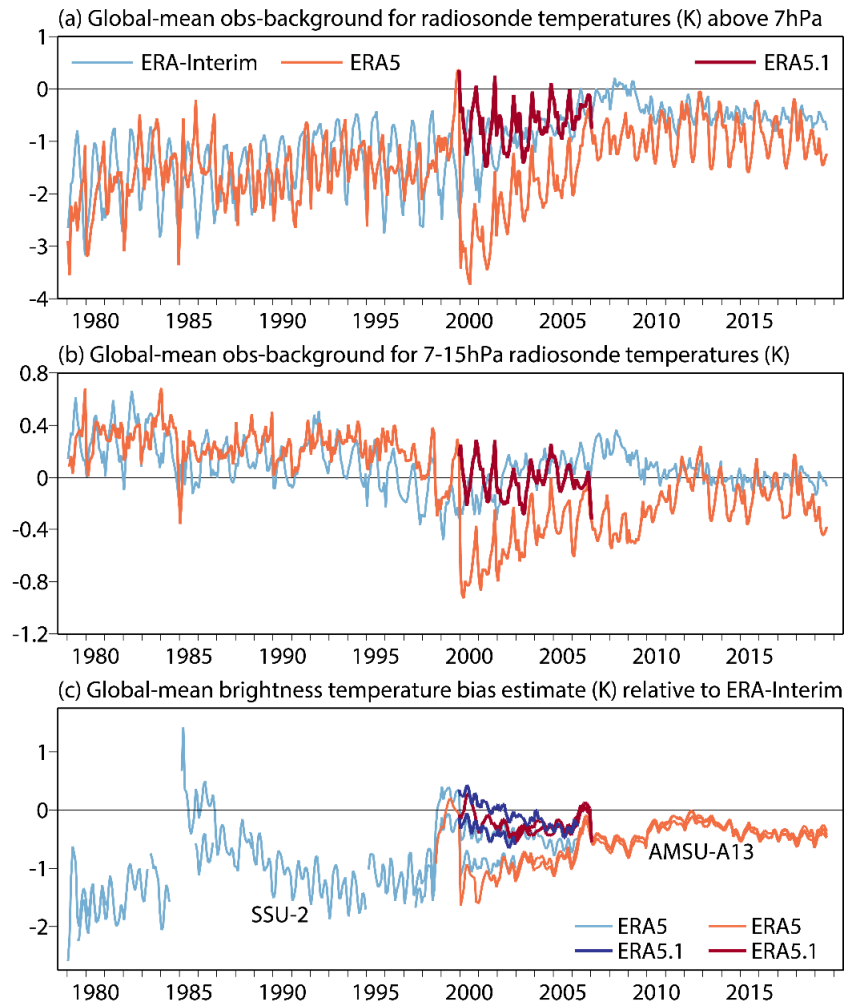 (a) Global-mean obs-background for radiosonde temperatures (K) above 7hPa
1
ERA-Interim ERA5 ERA5.1
0
-1
-2
-3
-4
1980 1985 1990 1995 2000 2005 2010 2015
(b) Global-mean obs-background for 7-15hPa radiosonde temperatures (K)
0.8
0.4
0
-0.4
-0.8
-1.2
1980 1985 1990 1995 2000 2005 2010 2015
(c) Global-mean brightness temperature bias estimate (K) relative to ERA-Interim
1
0
AMSU-A13
-1
SSU-2
ERA5 ERA5
-2
ERA5.1 ERA5.1
1980 1985 1990 1995 2000 2005 2010 2015